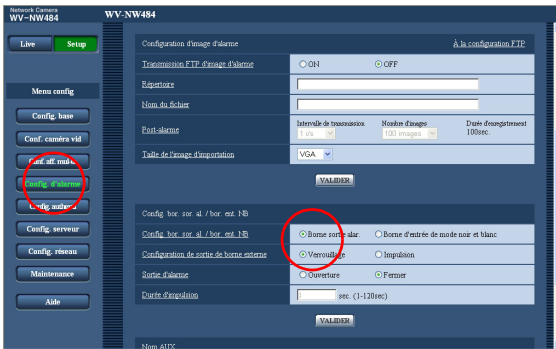 Network Camera
WV-NW484
WV-NW484
Live Setup
Menu config
Config. base
Conf. caméra vid
Conf. aff. mul
Config. d'alarme
Config. authent
Config. serveur
Config. réseau
Maintenance
Aide
Configuration d'image d'alarme À la configuration FTP
Transmission FTP d'image d'alarme ON OFF
Répertoire
Nom du fichier
Post-alarme
Intervalle de transmission Nombre d'images Durée d'enregistrement
1 i/s 100 images 100sec.
Taille de l'image d'importation VGA
VALIDER
Config. bor. sor. al. / bor. ent. NB
Config. bor. sor. al. / bor. ent. NB Borne sortie alar. Borne d'entrée de mode noir et blanc
Configuration de sortie de borne externe Verrouillage Impulsion
Sortie d'alarme Ouverture Fermer
Durée d'impulsion sec. (1-120sec)
VALIDER
Nom AUX